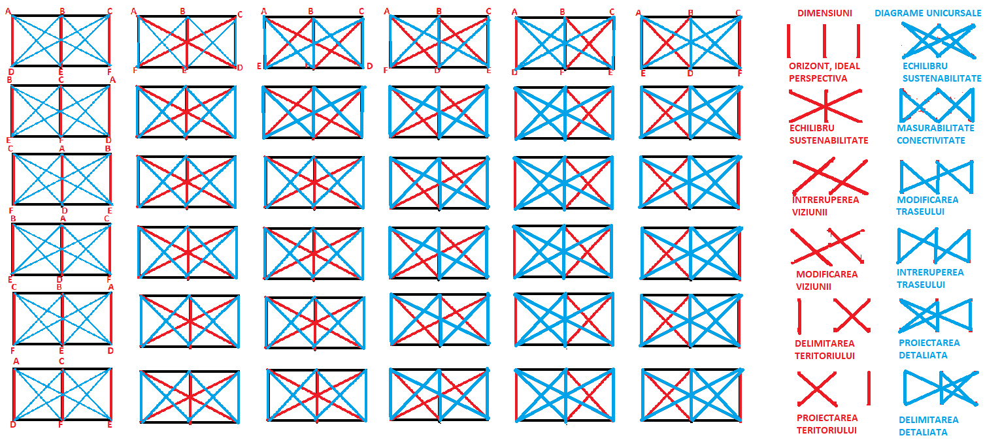 A B C
D E F
A B C
F E D
A B C
E D
A B C
F D E
A B C
D F E
A B C
E D F
B C A
E F D
C A B
F D E
B A C
E D F
C B A
F E D
A C
D F E
DIMENSIUNI
ORIZONT, IDEAL
PERSPECTIVA
ECHILIBRU
SUSTENABILITATE
INTRERUPEREA
VIZIUNII
MODIFICAREA
VIZIUNII
DELIMITAREA
TERITORIULUI
PROIECTAREA
TERITORIULUI
DIAGRAME UNICURSALE
ECHILIBRU
SUSTENABILITATE
MASURABILITATE
CONECTIVITATE
MODIFICAREA
TRASEULUI
INTRERUPEREA
TRASEULUI
PROIECTAREA
DETALIATA
DELIMITAREA
DETALIATA